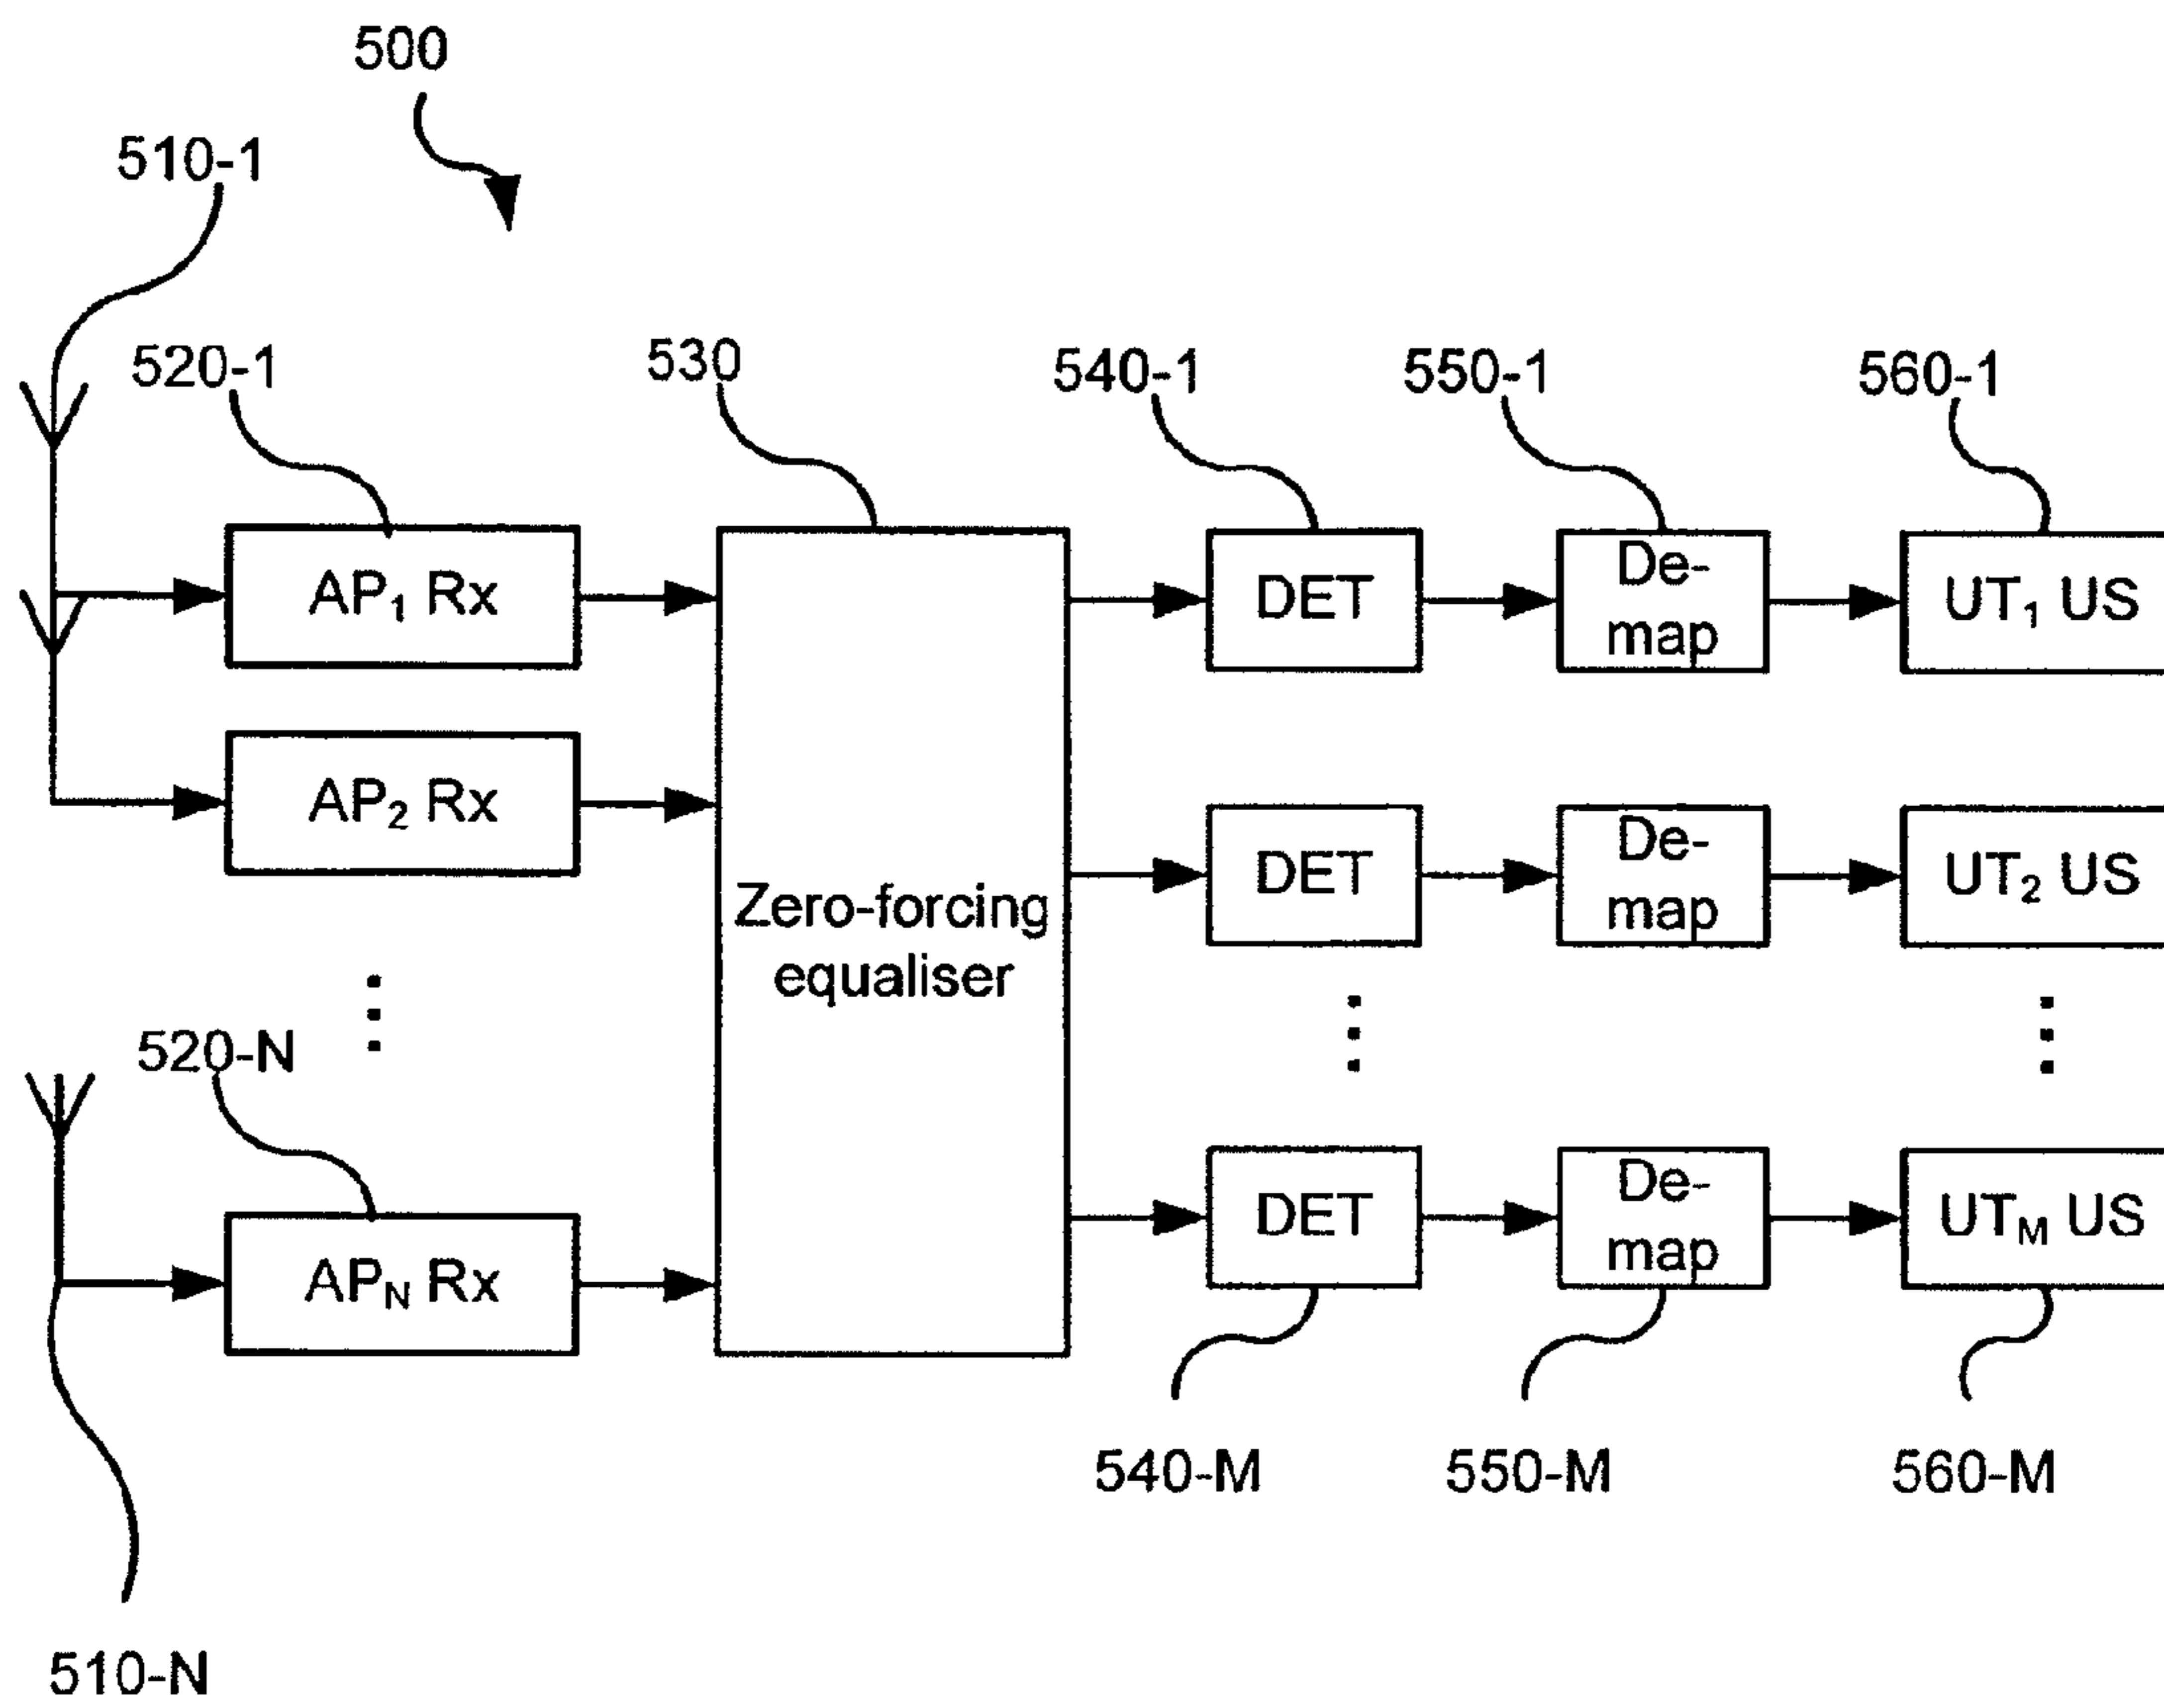 500
510-1
520-1
530
540-1
550-1
560-1
AP₁ Rx
DET
De-
map
UT₁ US
AP₂ Rx
DET
De-
map
UT₂ US
Zero-forcing
equaliser
520-N
AP_N Rx
DET
De-
map
UT_M US
540-M
550-M
560-M
510-N